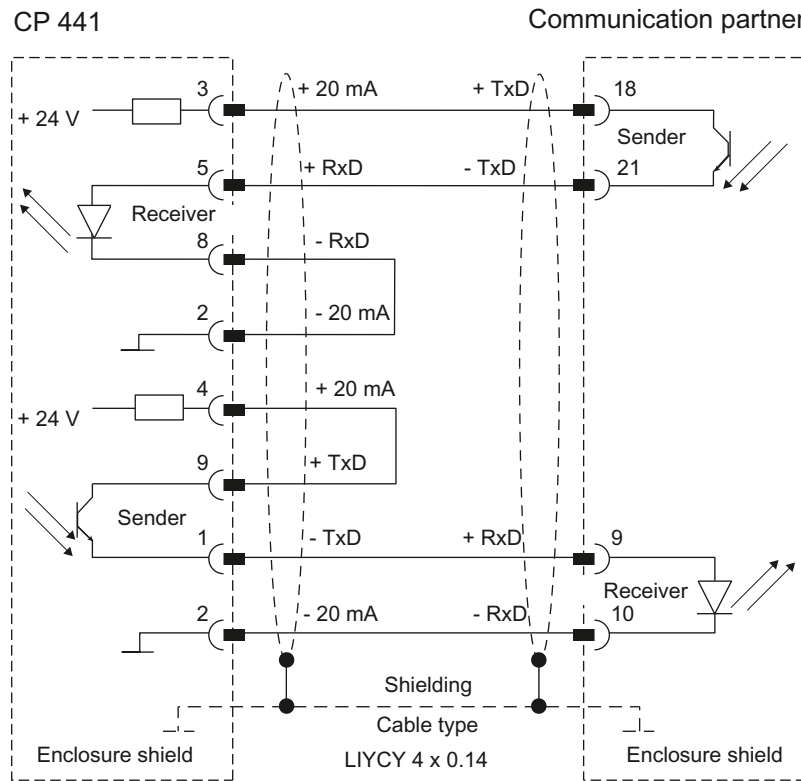 CP 441
Communication partner
3
+ 20 mA
+ TxD
18
+ 24 V
Sender
5
+ RxD
- TxD
21
Receiver
8
- RxD
2
- 20 mA
4
+ 20 mA
+ 24 V
9
+ TxD
Sender
1
- TxD
+ RxD
9
Receiver
2
- 20 mA
- RxD
10
Shielding
Cable type
Enclosure shield
LIYCY 4 x 0.14
Enclosure shield